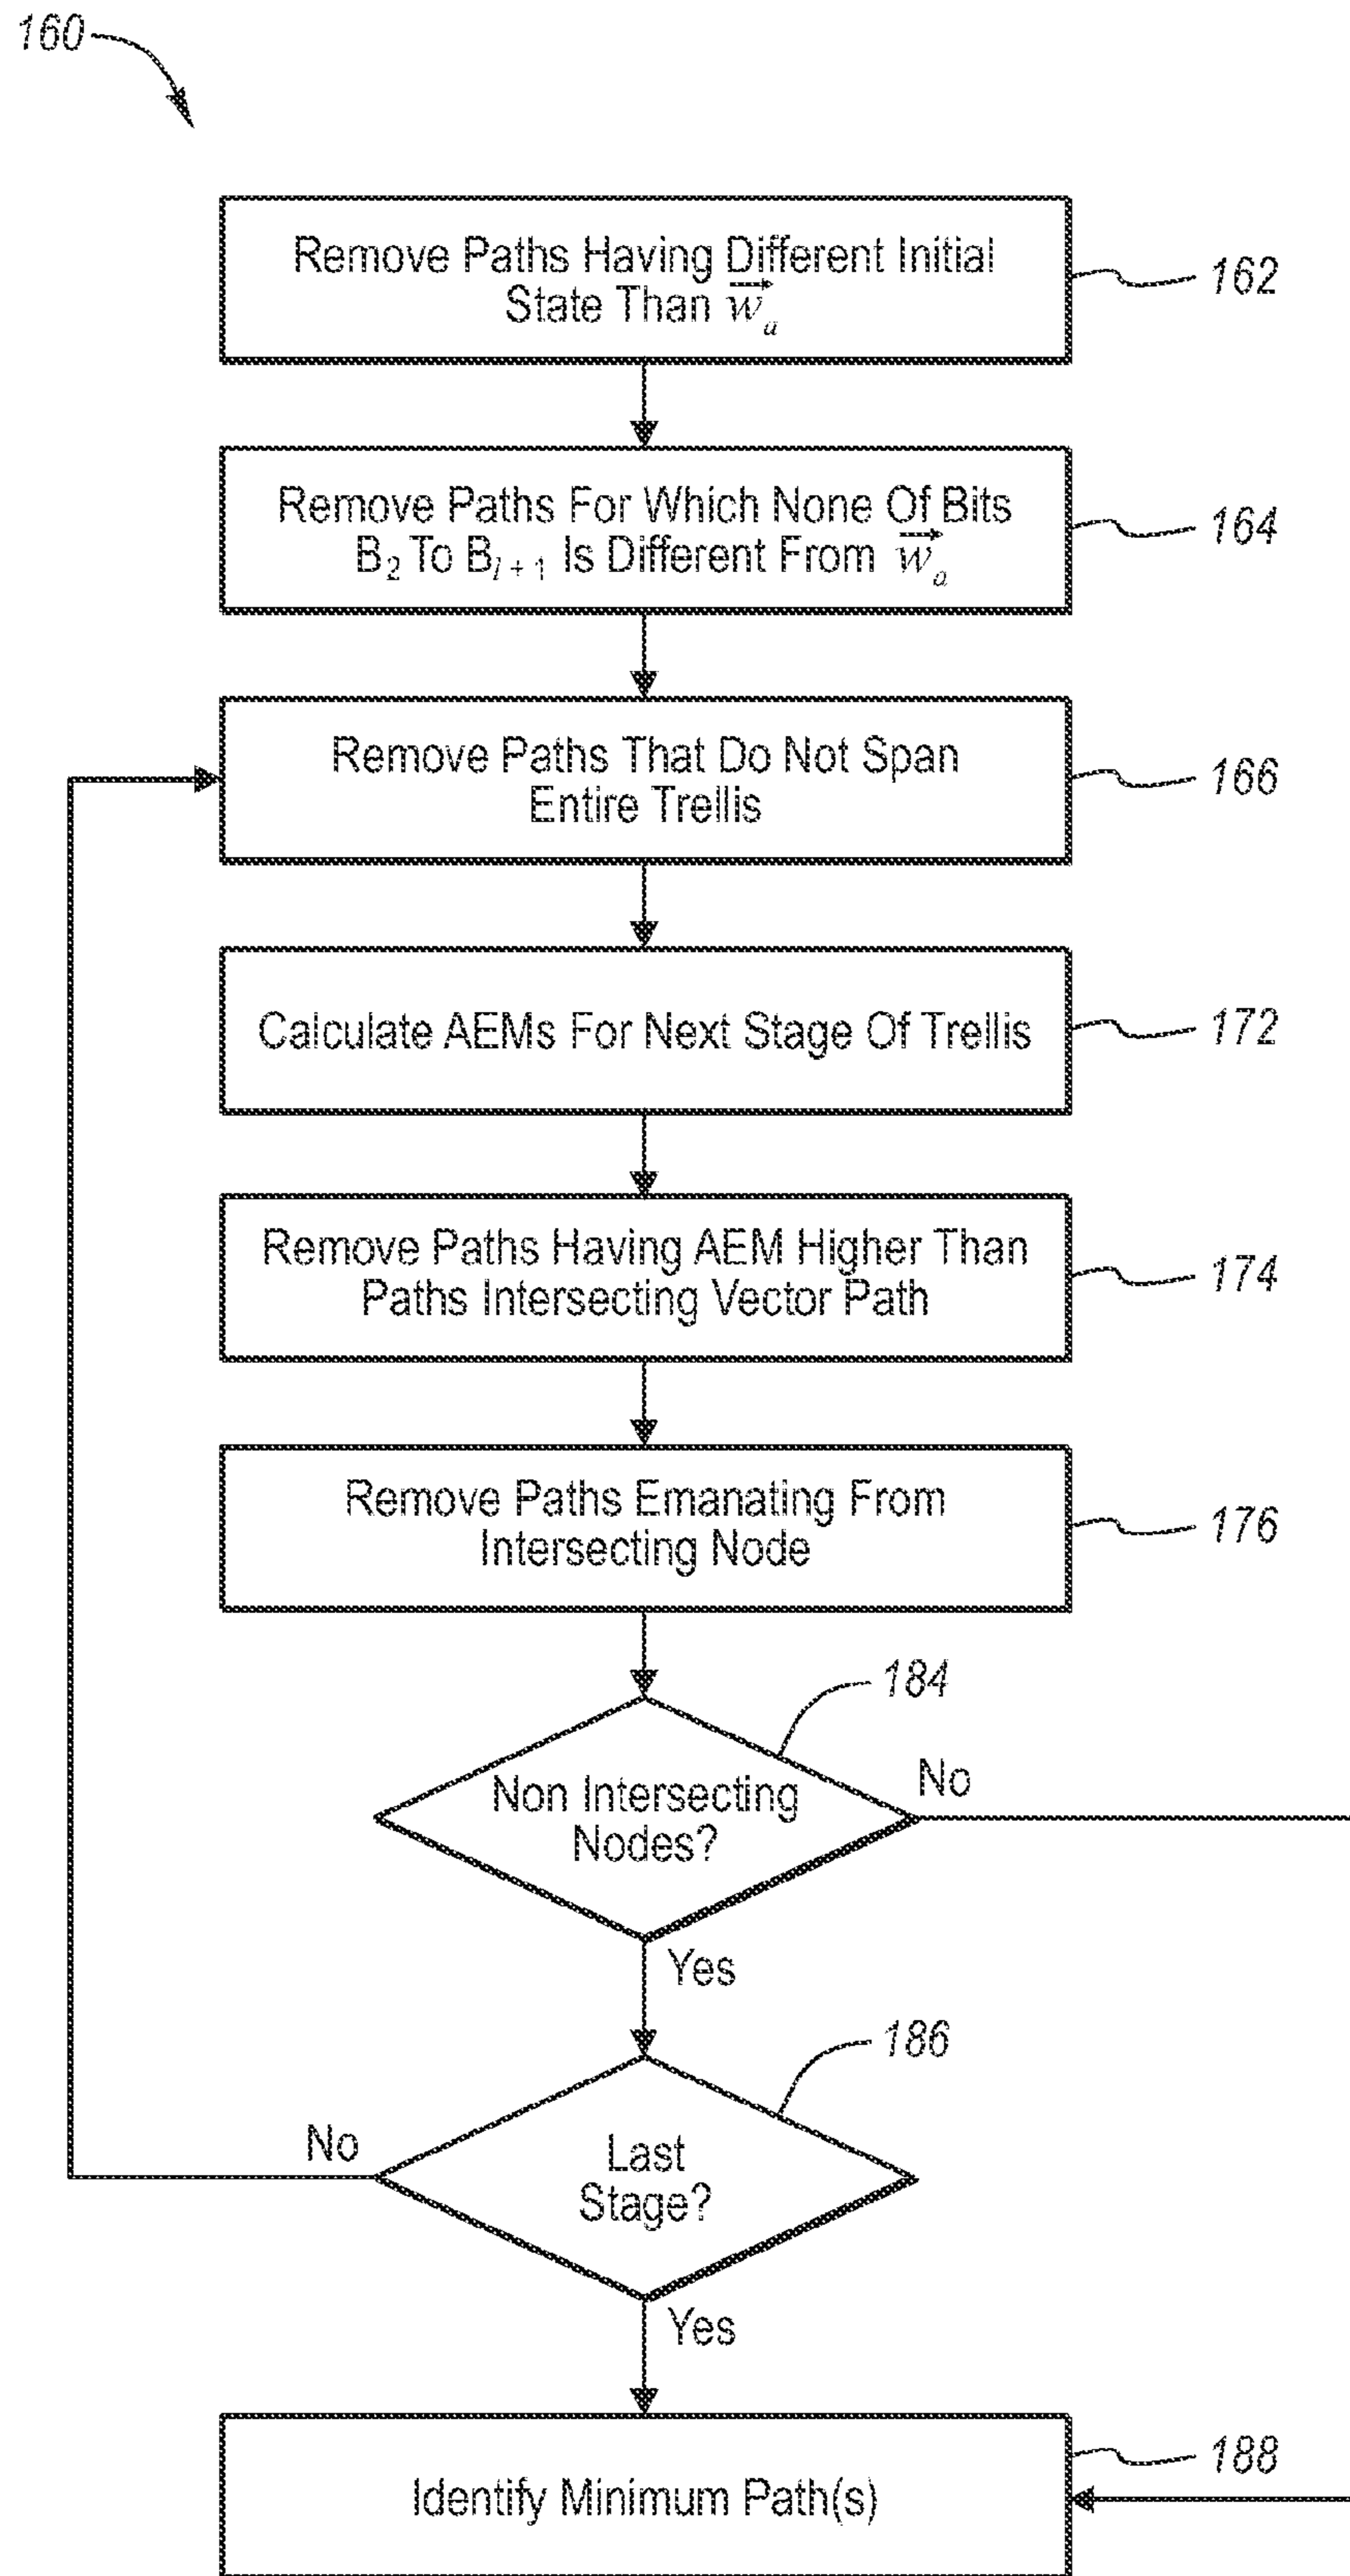 160
Remove Paths Having Different Initial
State Than w⃗ₐ
162
Remove Paths For Which None Of Bits
B₂ To Bₗ₊₁ Is Different From w⃗ₐ
164
Remove Paths That Do Not Span
Entire Trellis
166
Calculate AEMs For Next Stage Of Trellis
172
Remove Paths Having AEM Higher Than
Paths Intersecting Vector Path
174
Remove Paths Emanating From
Intersecting Node
176
184
Non Intersecting
Nodes?
No
Yes
186
Last
Stage?
No
Yes
Identify Minimum Path(s)
188